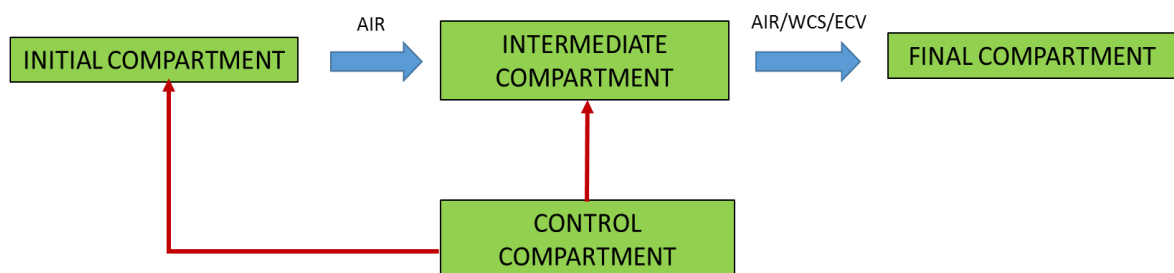 AIR
AIR/WCS/ECV
INITIAL COMPARTMENT
INTERMEDIATE
COMPARTMENT
FINAL COMPARTMENT
CONTROL
COMPARTMENT